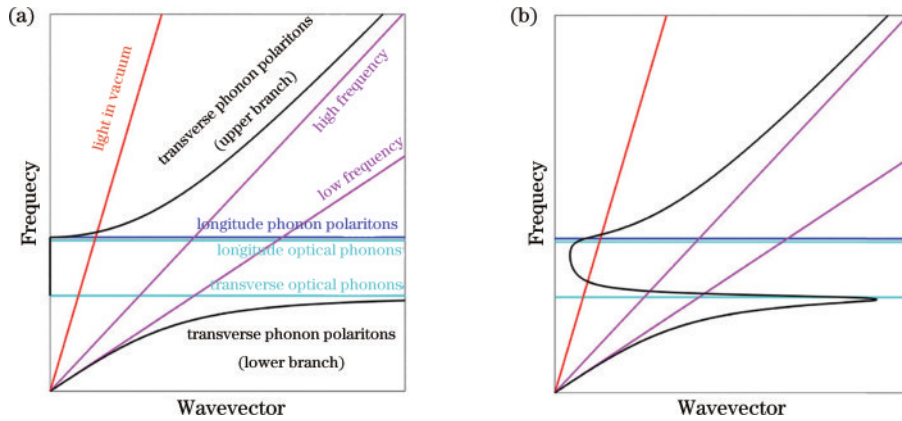 (a)
Frequecy
light in vacuum
transverse phonon polaritons
(upper branch)
high frequency
low frequency
longitude phonon polaritons
longitude optical phonons
transverse optical phonons
transverse phonon polaritons
(lower branch)
Wavevector
(b)
Frequecy
Wavevector